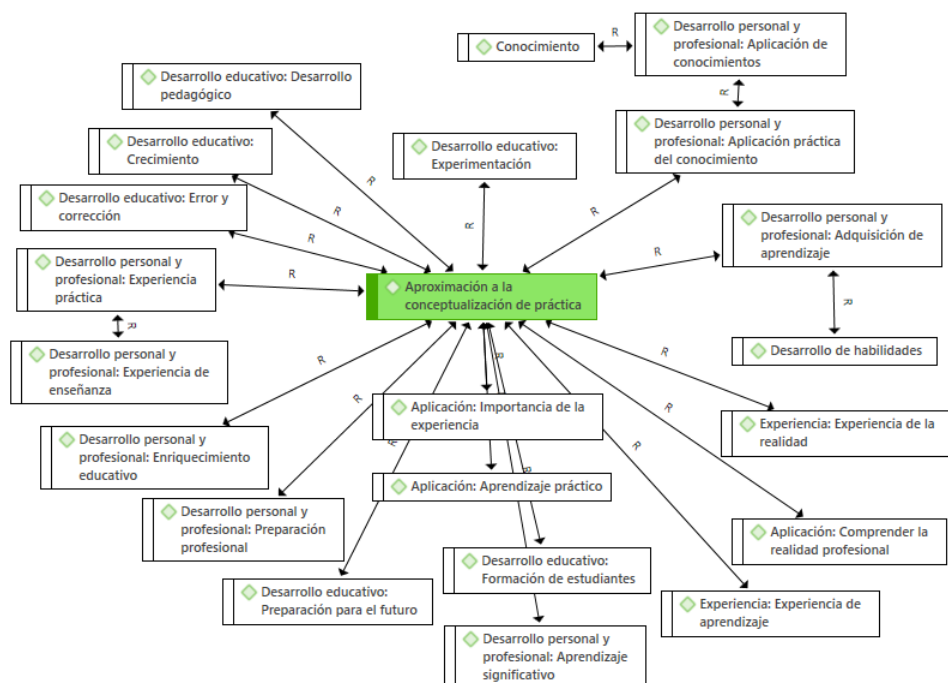 Conocimiento
R
Desarrollo personal y
profesional: Aplicación de
conocimientos
R
Desarrollo educativo: Desarrollo
pedagógico
Desarrollo educativo:
Crecimiento
Desarrollo educativo:
Experimentación
Desarrollo personal y
profesional: Aplicación práctica
del conocimiento
R
R
R
R
Desarrollo educativo: Error y
corrección
R
Desarrollo personal y
profesional: Adquisición de
aprendizaje
R
Desarrollo personal y
profesional: Experiencia
práctica
R
Aproximación a la
conceptualización de práctica
R
R
Desarrollo personal y
profesional: Experiencia de
enseñanza
Desarrollo de habilidades
R
R
R
R
Aplicación: Importancia de la
experiencia
R
Experiencia: Experiencia de la
realidad
Desarrollo personal y
profesional: Enriquecimiento
educativo
R
R
R
Aplicación: Aprendizaje práctico
Desarrollo personal y
profesional: Preparación
profesional
Aplicación: Comprender la
realidad profesional
Desarrollo educativo:
Formación de estudiantes
Desarrollo educativo:
Preparación para el futuro
Experiencia: Experiencia de
aprendizaje
Desarrollo personal y
profesional: Aprendizaje
significativo